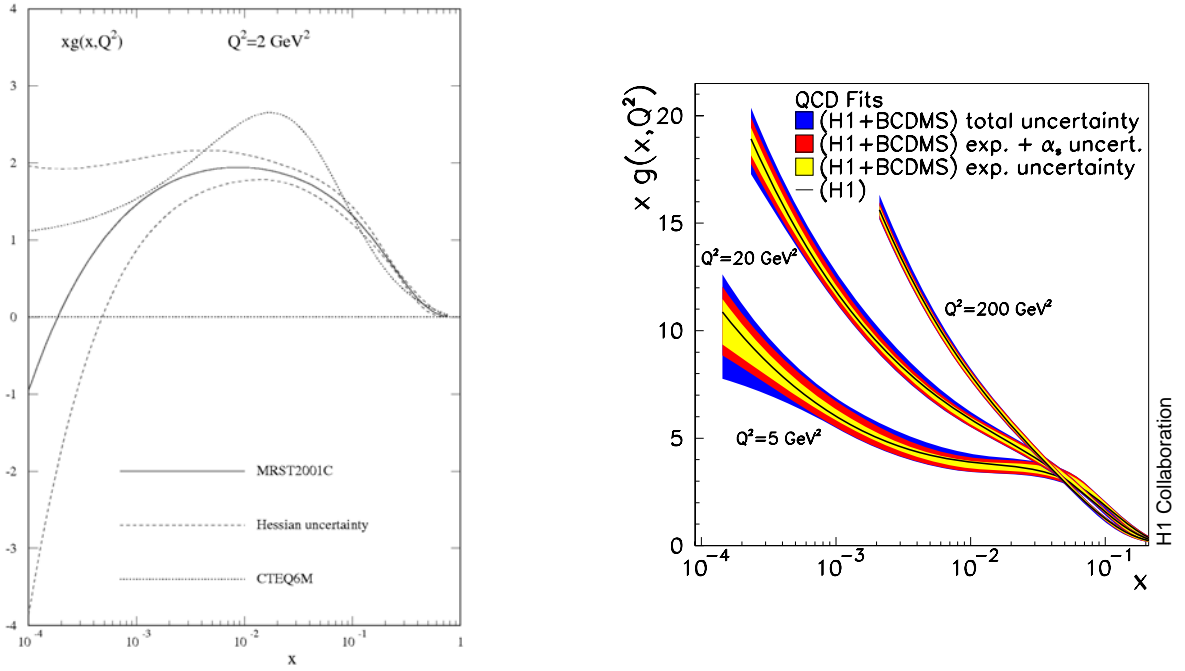 4
xg(x,Q²) Q²=2 GeV²
3
2
1
0
-1
-2
MRST2001C
Hessian uncertainty
-3
CTEQ6M
-4
10⁻⁴ 10⁻³ 10⁻² 10⁻¹ 1
x
x g(x,Q²)
QCD Fits
(H1+BCDMS) total uncertainty
(H1+BCDMS) exp. + αs uncert.
(H1+BCDMS) exp. uncertainty
(H1)
20
15
10
5
0
Q²=20 GeV²
Q²=200 GeV²
Q²=5 GeV²
10⁻⁴ 10⁻³ 10⁻² 10⁻¹
x
H1 Collaboration